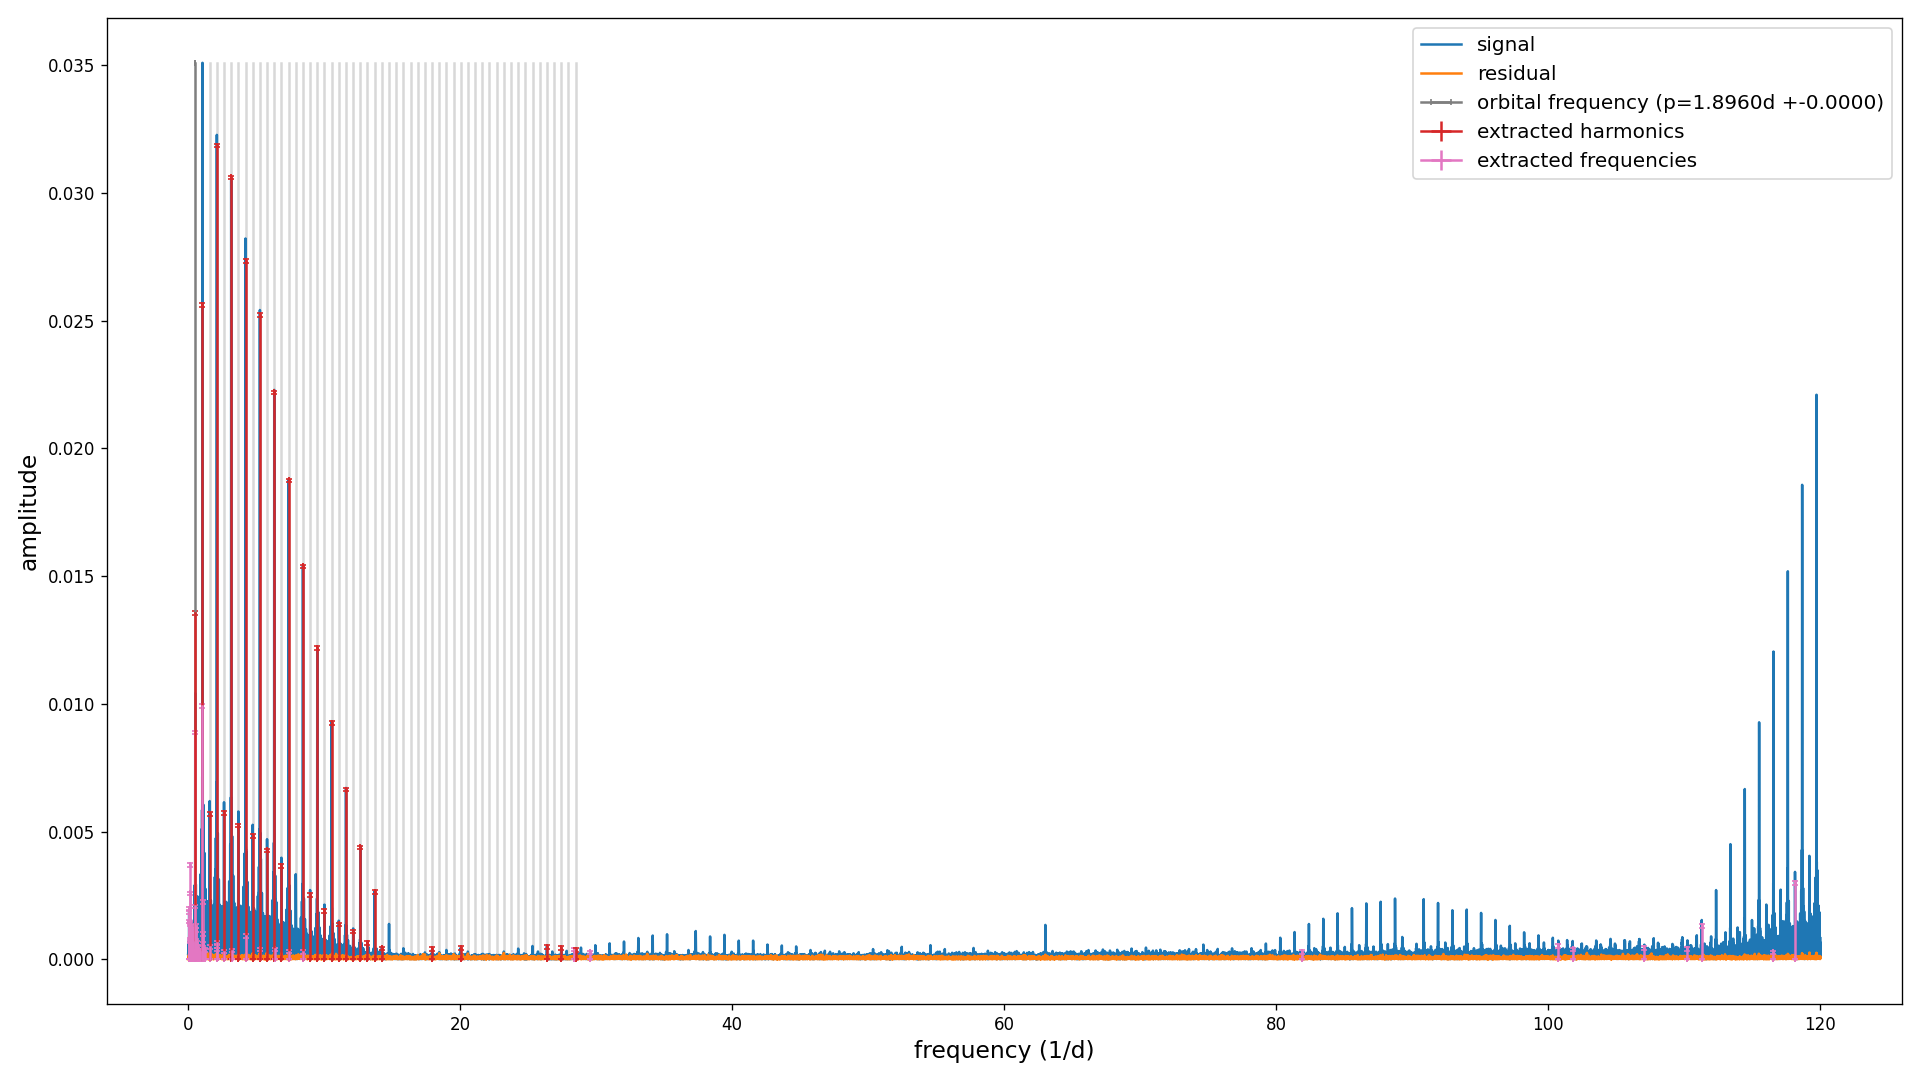 signal
residual
orbital frequency (p=1.8960d +-0.0000)
extracted harmonics
extracted frequencies
amplitude
0.035
0.030
0.025
0.020
0.015
0.010
0.005
0.000
0 20 40 60 80 100 120
frequency (1/d)